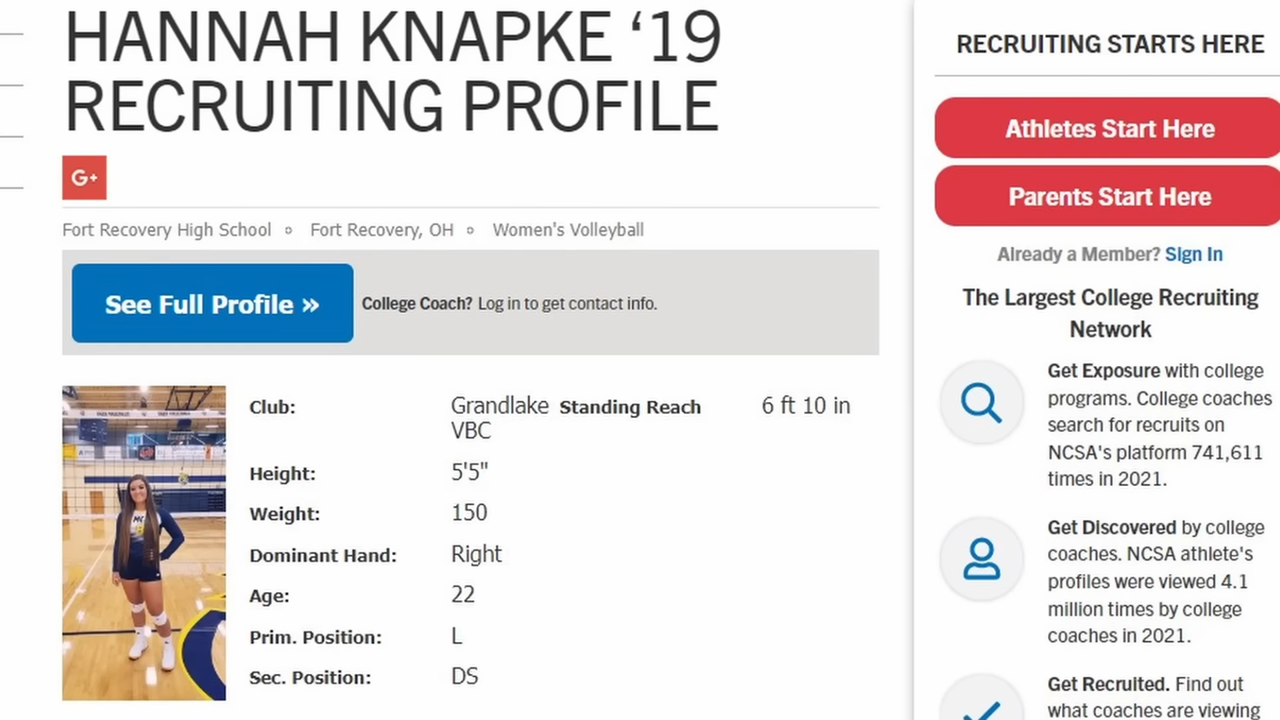 HANNAH KNAPKE ‘19
RECRUITING PROFILE
G+
Fort Recovery High School
Fort Recovery, OH
Women's Volleyball
See Full Profile »
College Coach? Log in to get contact info.
Club:
Grandlake
VBC
Standing Reach
6 ft 10 in
Height:
5'5"
Weight:
150
Dominant Hand:
Right
Age:
22
Prim. Position:
L
Sec. Position:
DS
RECRUITING STARTS HERE
Athletes Start Here
Parents Start Here
Already a Member? Sign In
The Largest College Recruiting
Network
Get Exposure with college
programs. College coaches
search for recruits on
NCSA's platform 741,611
times in 2021.
Get Discovered by college
coaches. NCSA athlete's
profiles were viewed 4.1
million times by college
coaches in 2021.
Get Recruited. Find out
what coaches are viewing